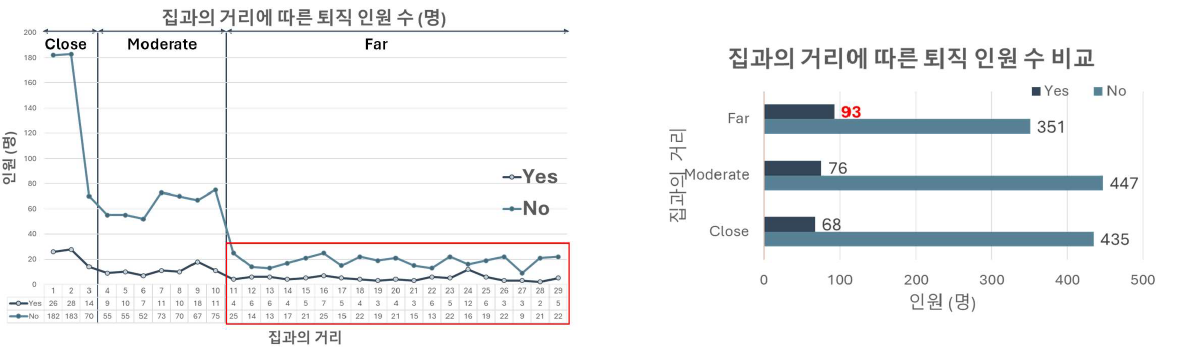 집과의 거리에 따른 퇴직 인원 수 (명)
Close Moderate Far
200
180
160
140
120
100
80
60
40
20
0
인원 (명)
Yes
No
1 2 3 4 5 6 7 8 9 10 11 12 13 14 15 16 17 18 19 20 21 22 23 24 25 26 27 28 29
Yes 26 28 14 9 10 7 11 10 18 11 4 6 6 4 5 7 5 4 3 4 3 6 5 12 6 3 3 2 5
No 182 183 70 55 55 52 73 70 67 75 25 14 13 17 21 25 15 22 19 21 15 13 22 16 19 22 9 21 22
집과의 거리
집과의 거리에 따른 퇴직 인원 수 비교
Yes No
집과의 거리
Far 93
351
Moderate 76
447
Close 68
435
0 100 200 300 400 500
인원 (명)